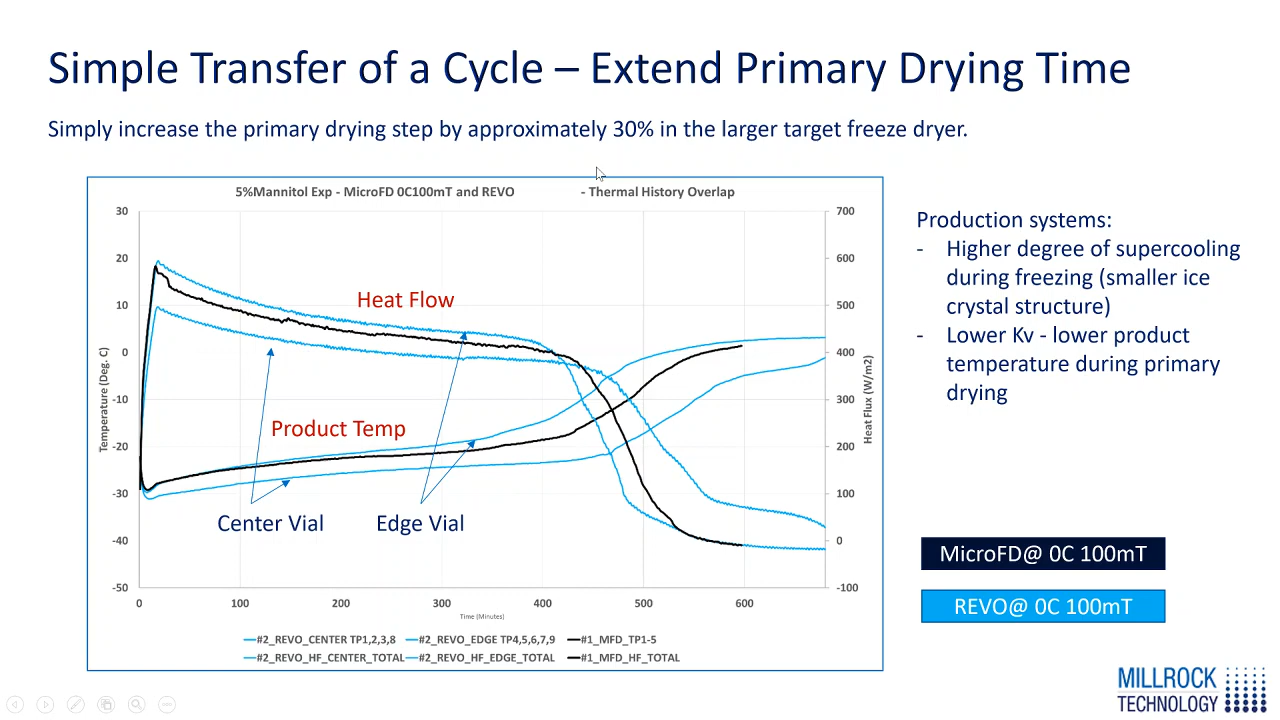 Simple Transfer of a Cycle – Extend Primary Drying Time
Simply increase the primary drying step by approximately 30% in the larger target freeze dryer.
5%Mannitol Exp - MicroFD 0C100mT and REVO - Thermal History Overlap
30
20
10
0
-10
-20
-30
-40
-50
Temperature (Deg. C)
700
600
500
400
300
200
100
0
-100
Heat Flux (W/m2)
Heat Flow
Product Temp
Center Vial
Edge Vial
0 100 200 300 400 500 600
Time (Minutes)
#2_REVO_CENTER TP1,2,3,8 #2_REVO_EDGE TP4,5,6,7,9 #1_MFD_TP1-5
#2_REVO_HF_CENTER_TOTAL #2_REVO_HF_EDGE_TOTAL #1_MFD_HF_TOTAL
Production systems:
- Higher degree of supercooling
during freezing (smaller ice
crystal structure)
- Lower Kv - lower product
temperature during primary
drying
MicroFD@ 0C 100mT
REVO@ 0C 100mT
MILLROCK
TECHNOLOGY